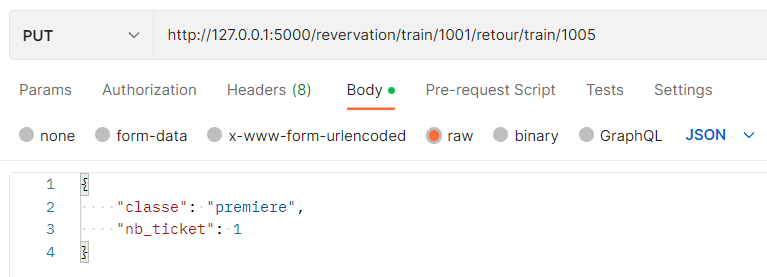 PUT http://127.0.0.1:5000/revervation/train/1001/retour/train/1005
Params Authorization Headers (8) Body Pre-request Script Tests Settings
none form-data x-www-form-urlencoded raw binary GraphQL JSON
1 {
2 "classe": "premiere",
3 "nb_ticket": 1
4 }